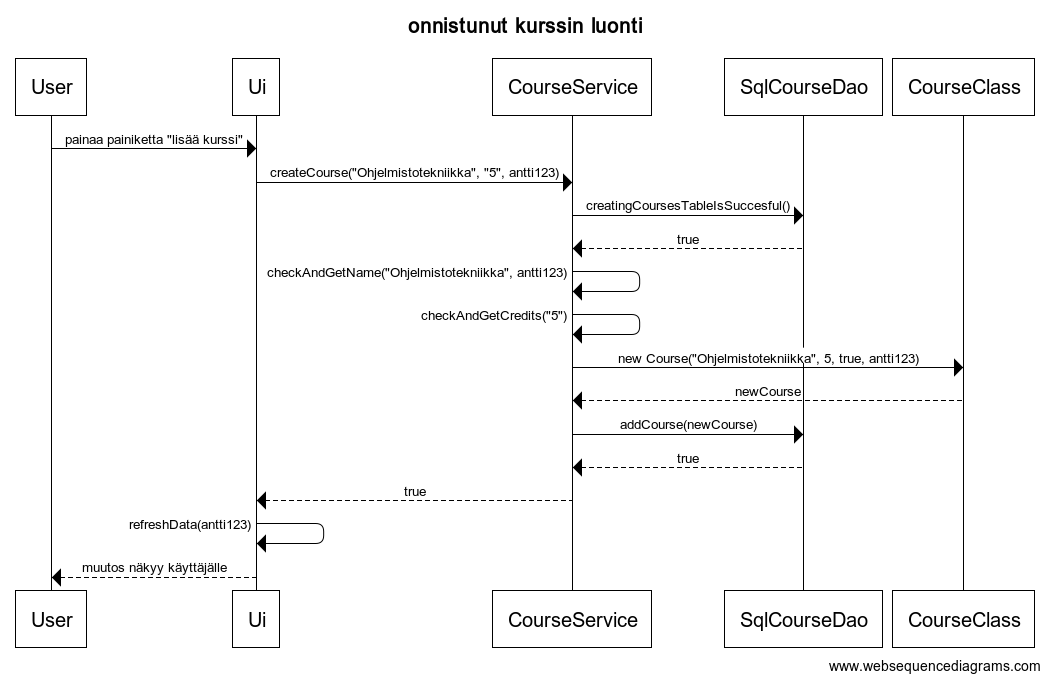 onnistunut kurssin luonti
User
Ui
CourseService
SqlCourseDao
CourseClass
painaa painiketta "lisää kurssi"
createCourse("Ohjelmistotekniikka", "5", antti123)
creatingCoursesTableIsSuccesful()
true
checkAndGetName("Ohjelmistotekniikka", antti123)
checkAndGetCredits("5")
new Course("Ohjelmistotekniikka", 5, true, antti123)
newCourse
addCourse(newCourse)
true
true
refreshData(antti123)
muutos näkyy käyttäjälle
User
Ui
CourseService
SqlCourseDao
CourseClass
www.websequencediagrams.com